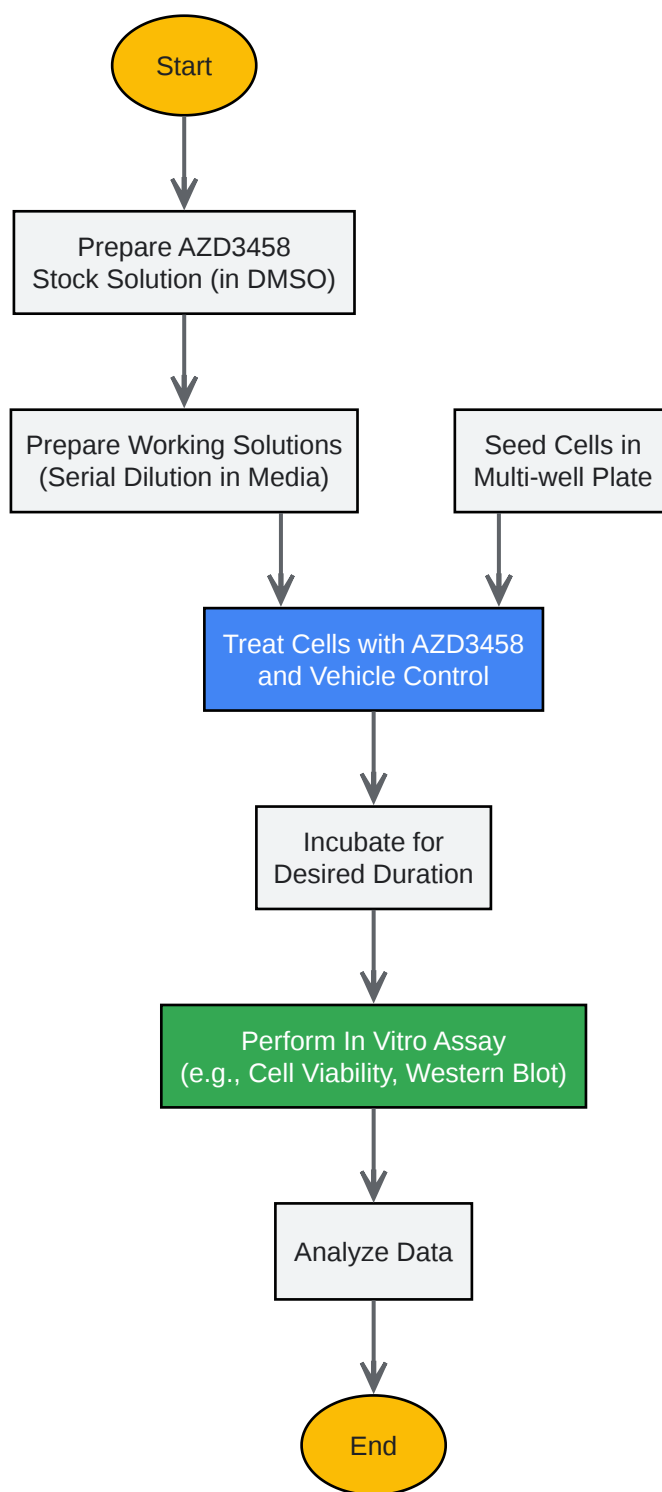 Start
Prepare AZD3458
Stock Solution (in DMSO)
Prepare Working Solutions
(Serial Dilution in Media)
Seed Cells in
Multi-well Plate
Treat Cells with AZD3458
and Vehicle Control
Incubate for
Desired Duration
Perform In Vitro Assay
(e.g., Cell Viability, Western Blot)
Analyze Data
End